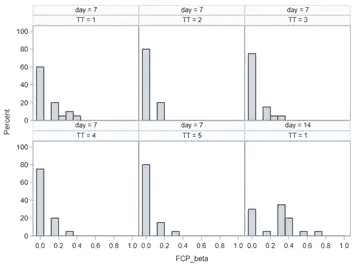 day = 7 day = 7 day = 7
TT = 1 TT = 2 TT = 3
100
80
60
40
20
0
day = 7 day = 7 day = 14
TT = 4 TT = 5 TT = 1
100
80
60
40
20
0
Percent
0.0 0.2 0.4 0.6 0.8 1.0 0.0 0.2 0.4 0.6 0.8 1.0 0.0 0.2 0.4 0.6 0.8 1.0
FCP_beta